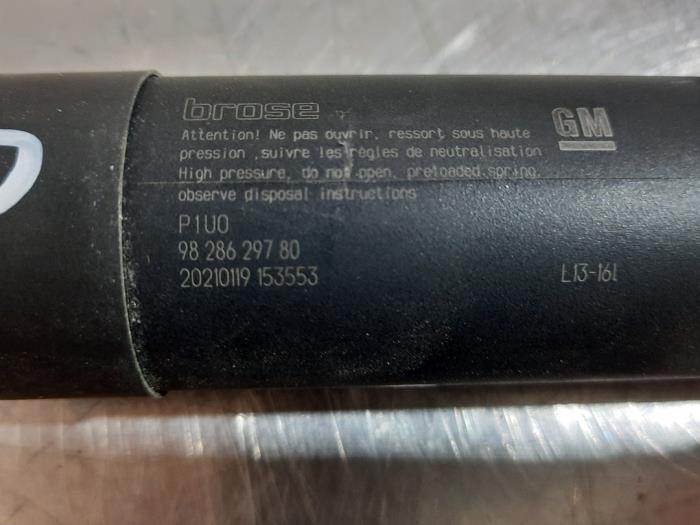 brose
GM
Attention! Ne pas ouvrir, ressort sous haute
pression ,suivre les règles de neutralisation
High pressure, do not open, preloaded spring,
observe disposal instructions
P1U0
98 286 297 80
20210119 153553
L13-16l